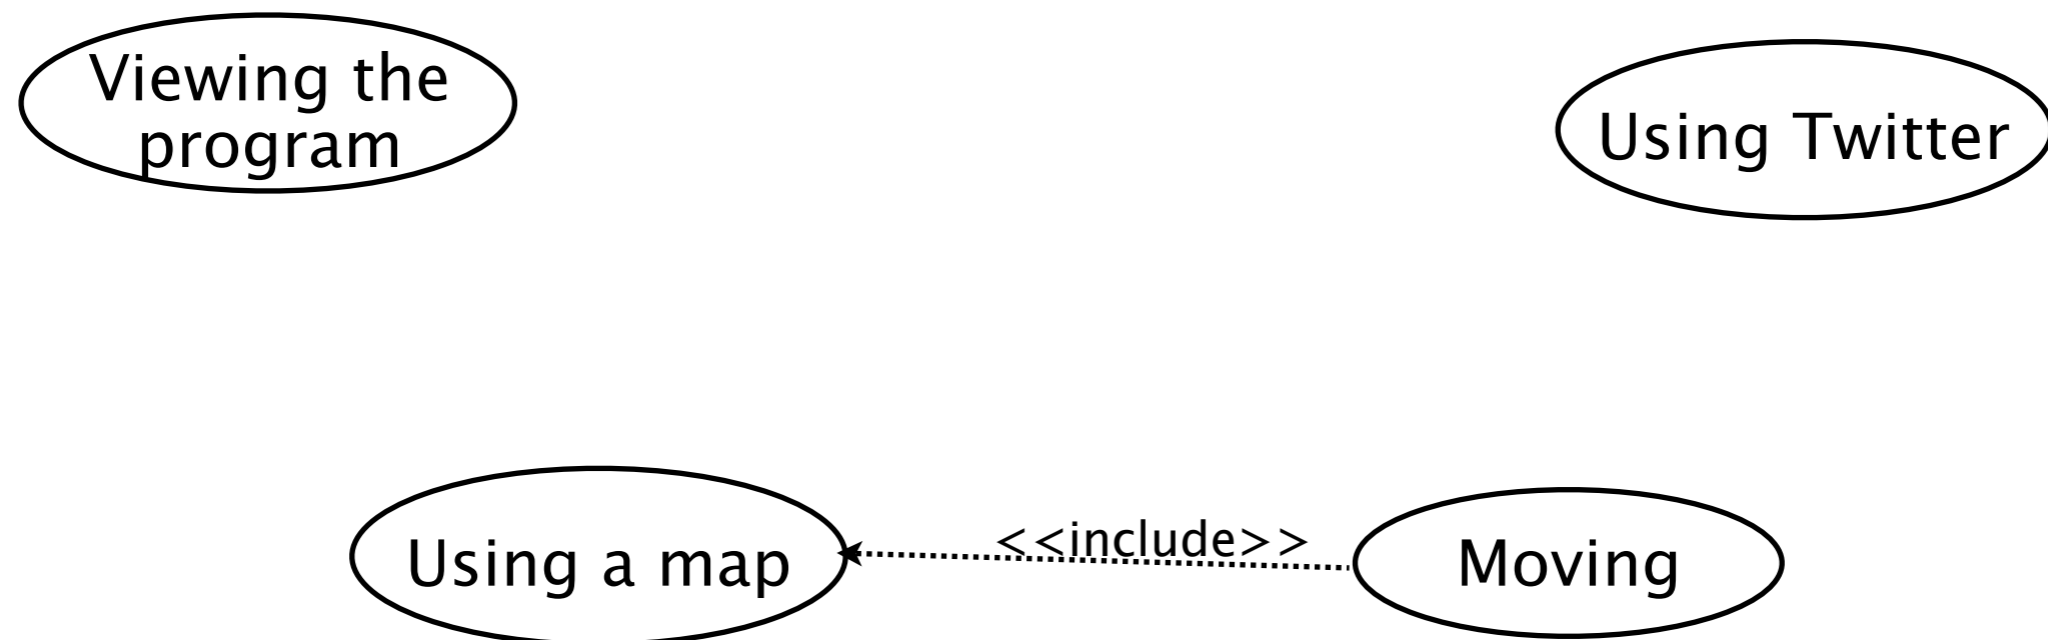 Viewing the
program
Using Twitter
Using a map
<<include>>
Moving